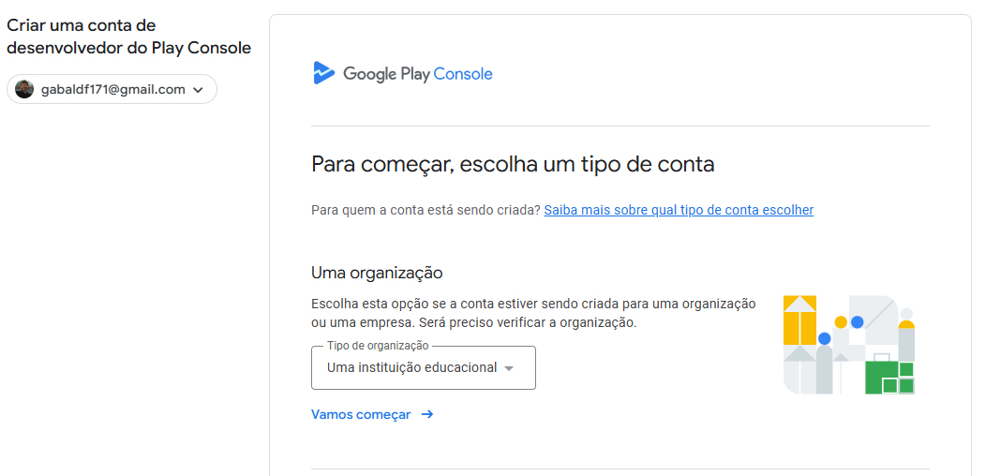 Criar uma conta de
desenvolvedor do Play Console
gabaldf171@gmail.com
Google Play Console
Para começar, escolha um tipo de conta
Para quem a conta está sendo criada? Saiba mais sobre qual tipo de conta escolher
Uma organização
Escolha esta opção se a conta estiver sendo criada para uma organização
ou uma empresa. Será preciso verificar a organização.
Tipo de organização
Uma instituição educacional
Vamos começar